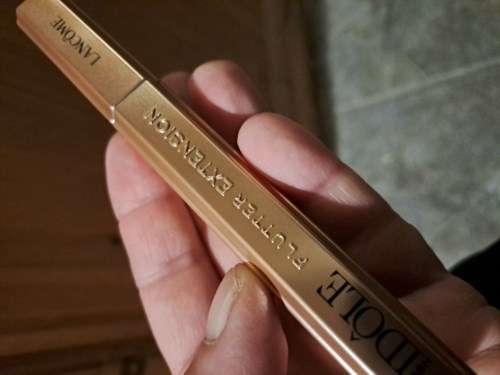 LANCÔME
FLUTTER EXTENSION
IDÔLE